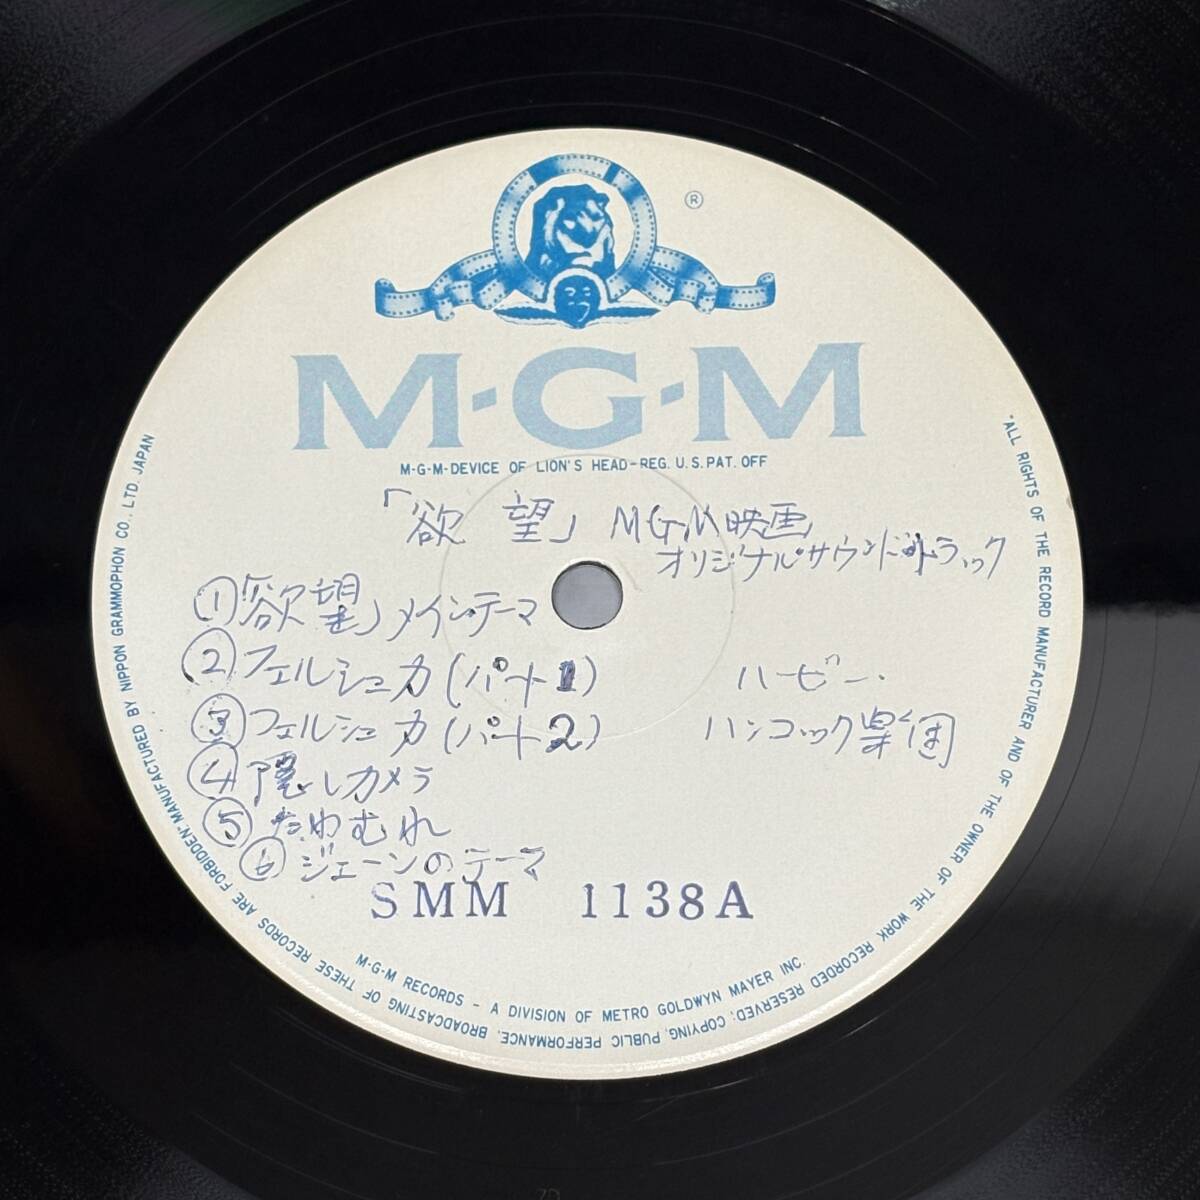 ®
M·G·M
M-G-M-DEVICE OF LION'S HEAD-REG. U.S. PAT. OFF
「欲望」MGM映画
オリジナル・サウンド・トラック
①「欲望」メイン・テーマ
②フェルシュカ(パート1)
③フェルシュカ(パート2)
ハービー・
ハンコック楽団
④隠しカメラ
⑤たわむれ
⑥ジェーンのテーマ
SMM 1138A
M-G-M RECORDS - A DIVISION OF METRO GOLDWYN MAYER INC.
"ALL RIGHTS OF THE RECORD MANUFACTURER AND OF THE OWNER OF THE WORK RECORDED RESERVED; COPYING, PUBLIC PERFORMANCE, BROADCASTING OF THESE RECORDS ARE FORBIDDEN" MANUFACTURED BY NIPPON GRAMMOPHON CO., LTD. JAPAN